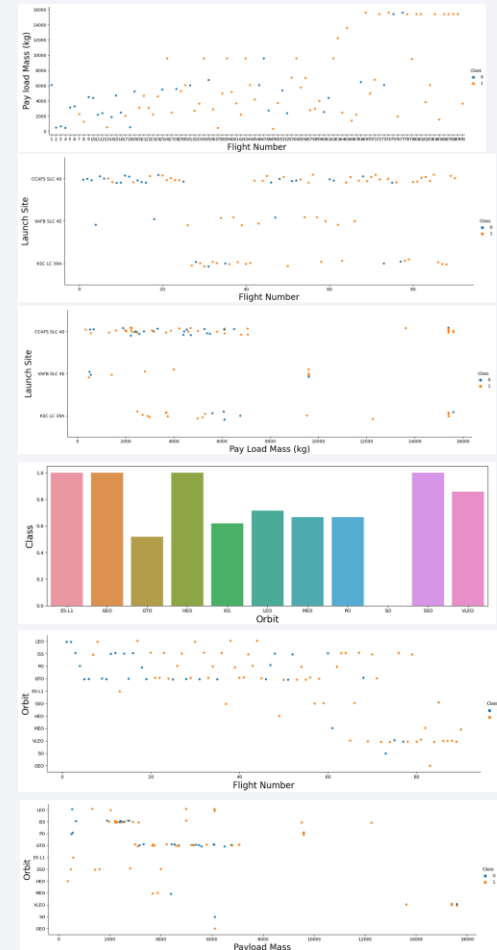 Pay load Mass (kg)
16000
14000
12000
10000
8000
6000
4000
2000
0
Flight Number
Class
0
1
Launch Site
CCAFS SLC 40
VAFB SLC 4E
KSC LC 39A
0 20 40 60 80
Flight Number
Class
0
1
Launch Site
CCAFS SLC 40
VAFB SLC 4E
KSC LC 39A
0 2000 4000 6000 8000 10000 12000 14000 16000
Pay Load Mass (kg)
Class
0
1
Class
1.0
0.8
0.6
0.4
0.2
0.0
ES-L1 GEO GTO HEO ISS LEO MEO PO SO SSO VLEO
Orbit
Orbit
LEO
ISS
PO
GTO
ES-L1
SSO
HEO
MEO
VLEO
SO
GEO
0 20 40 60 80
Flight Number
Clas
Orbit
LEO
ISS
PO
GTO
ES-L1
SSO
HEO
MEO
VLEO
SO
GEO
0 2000 4000 6000 8000 10000 12000 14000 16000
Payload Mass
Class
0
1